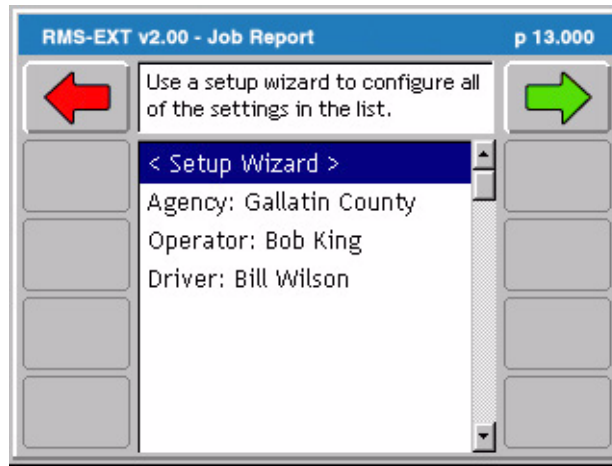 RMS-EXT v2.00 - Job Report p 13.000
Use a setup wizard to configure all
of the settings in the list.
< Setup Wizard >
Agency: Gallatin County
Operator: Bob King
Driver: Bill Wilson